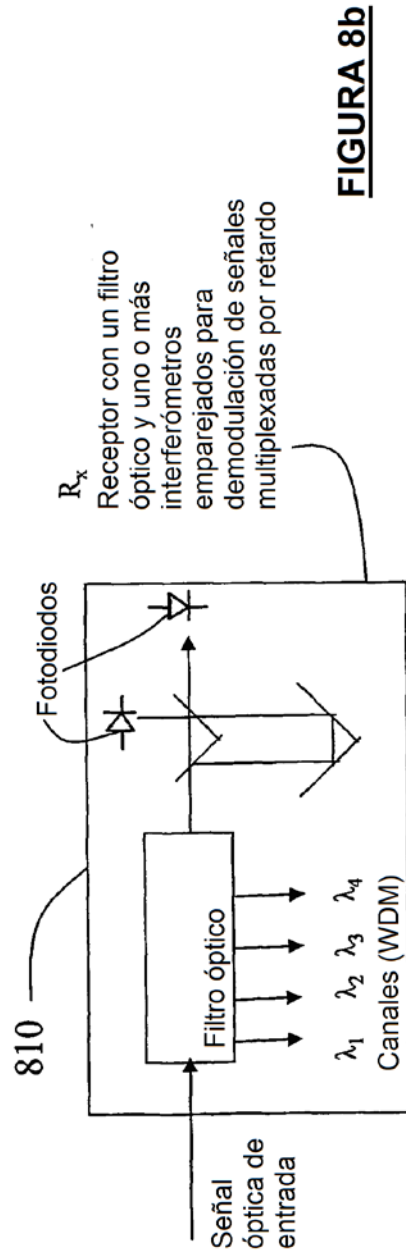 810
Señal
óptica de
entrada
Filtro óptico
λ1 λ2 λ3 λ4
Canales (WDM)
Fotodiodos
Rx
Receptor con un filtro
óptico y uno o más
interferómetros
emparejados para
demodulación de señales
multiplexadas por retardo
FIGURA 8b